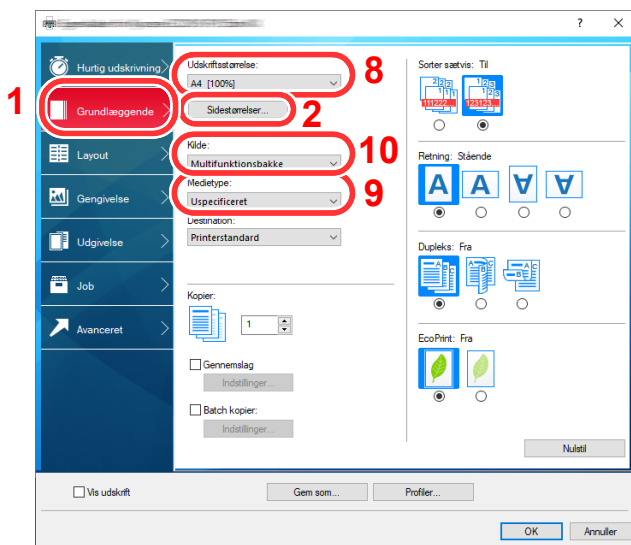 ?
Hurtig udskrivning
1
Grundlæggende
Layout
Gengivelse
Udgivelse
Job
Avanceret
Udskriftsstørrelse:
A4 [100%]
8
Sidestørrelser...
2
Kilde:
Multifunktionsbakke
10
Medietype:
Uspecificeret
9
Destination:
Printerstandard
Kopier:
1
Gennemslag
Indstillinger...
Batch kopier:
Indstillinger...
Sorter sætvis: Til
Retning: Stående
A A A A
Dupleks: Fra
EcoPrint: Fra
Nulstil
Vis udskrift
Gem som...
Profiler...
OK
Annuller